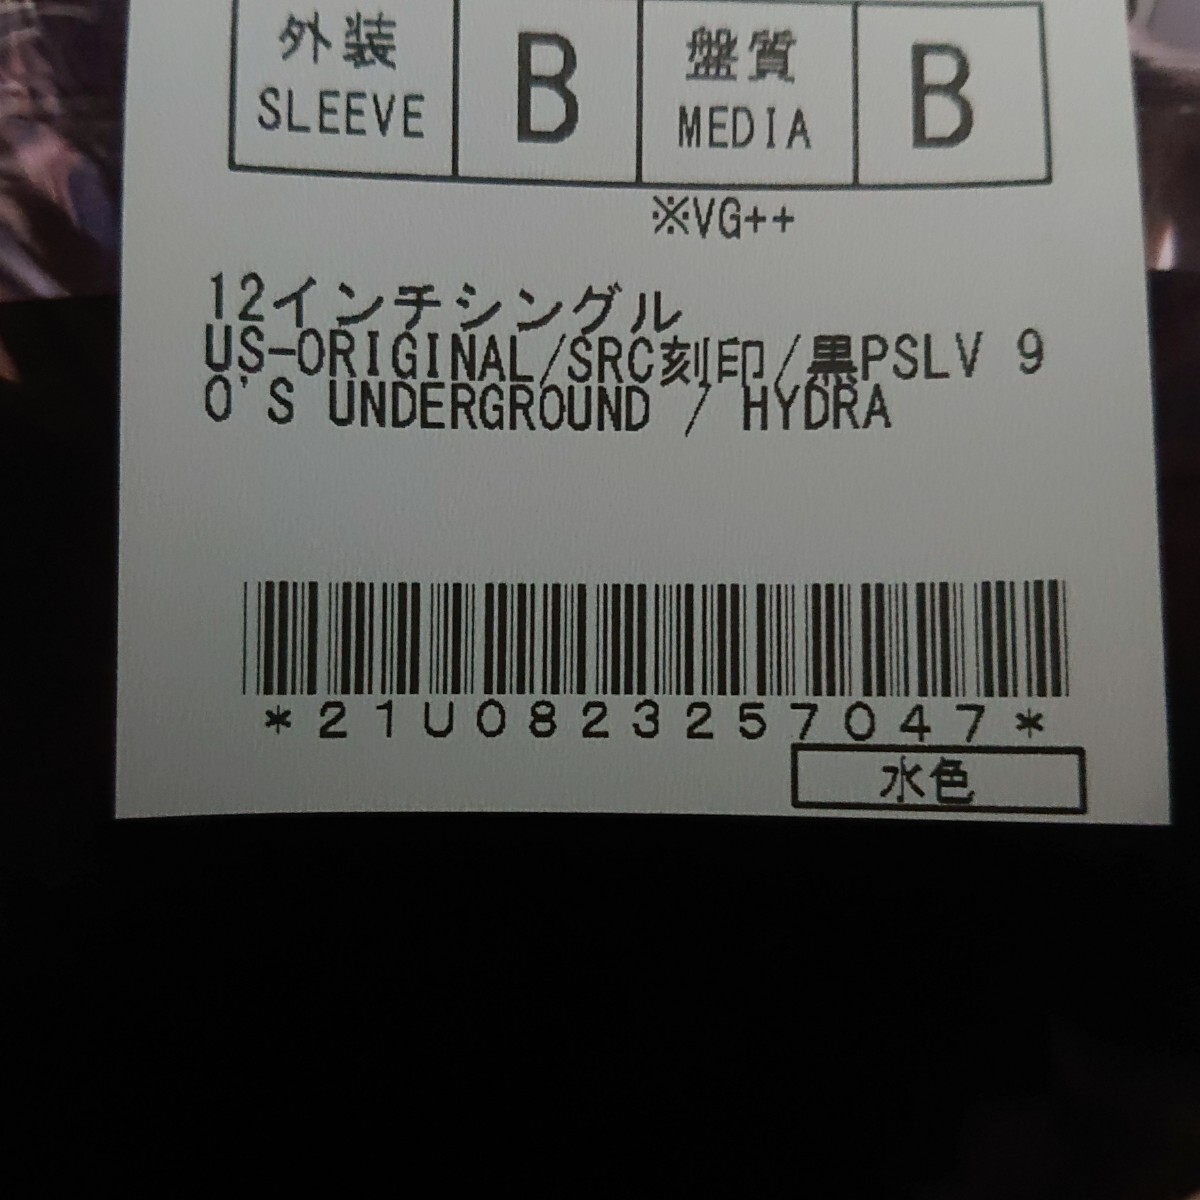 外装 B 盤質 B
SLEEVE MEDIA
※VG++
12インチシングル
US-ORIGINAL/SRC刻印/黒PSLV 9
0'S UNDERGROUND / HYDRA
*21U0823257047*
水色